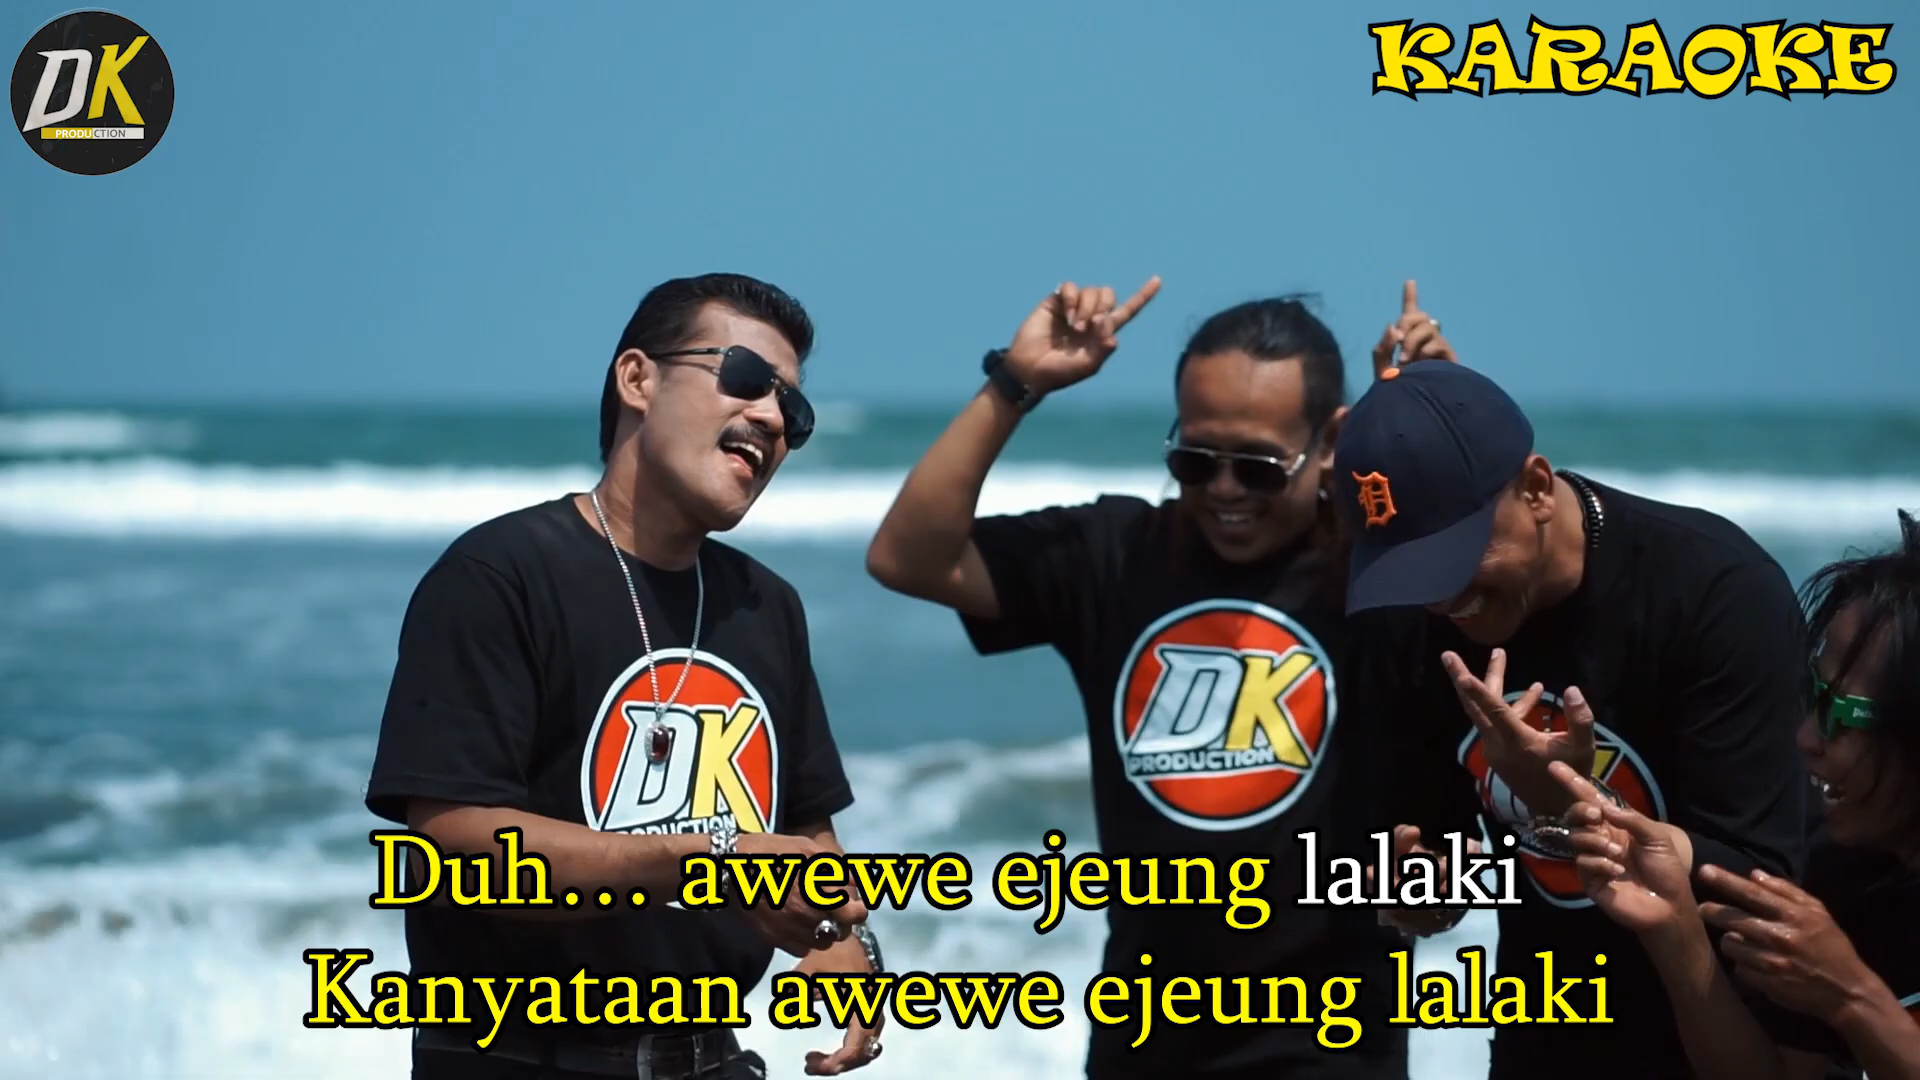 DK
PRODUCTION
KARAOKE
DK
PRODUCTION
DK
PRODUCTION
Duh... awewe ejeung lalaki
Kanyataan awewe ejeung lalaki